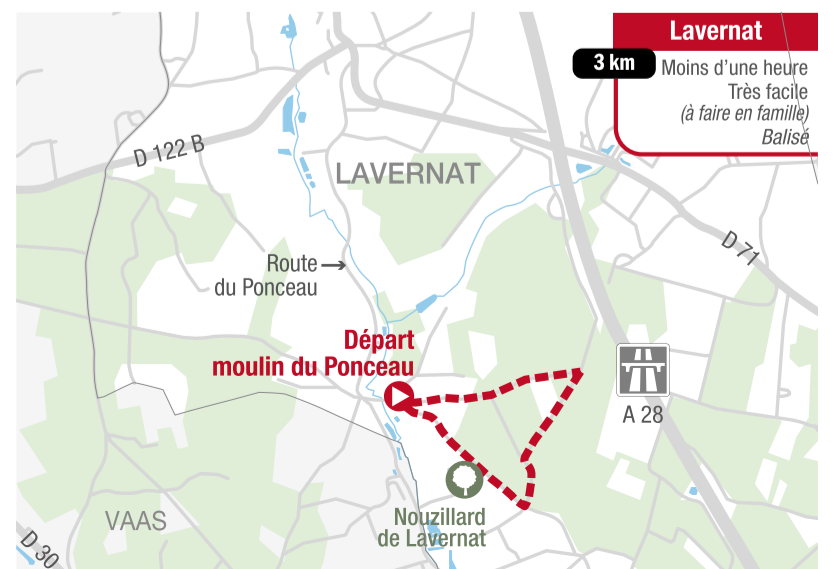 Lavernat
3 km
Moins d'une heure
Très facile
(à faire en famille)
Balisé
D 122 B
LAVERNAT
D 71
Route
du Ponceau
Départ
moulin du Ponceau
A 28
Nouzillard
de Lavernat
VAAS
D 30